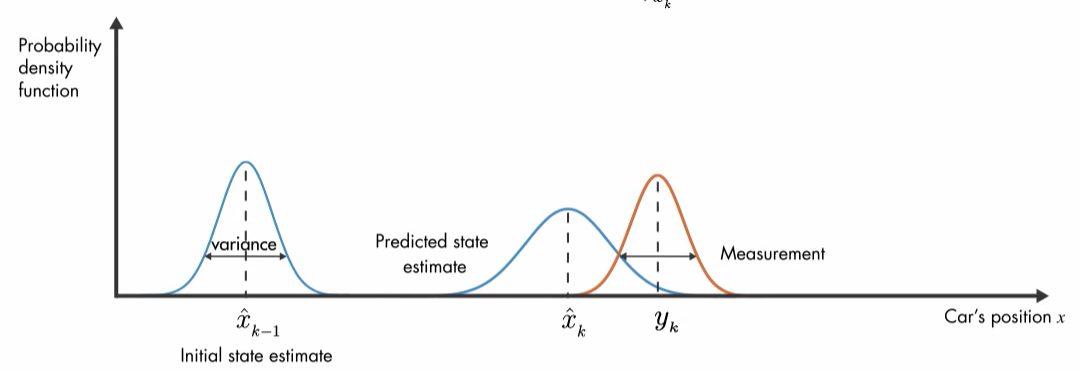 Probability
density
function
variance
Predicted state
estimate
Measurement
x̂ₖ₋₁
x̂ₖ
yₖ
Car's position x
Initial state estimate